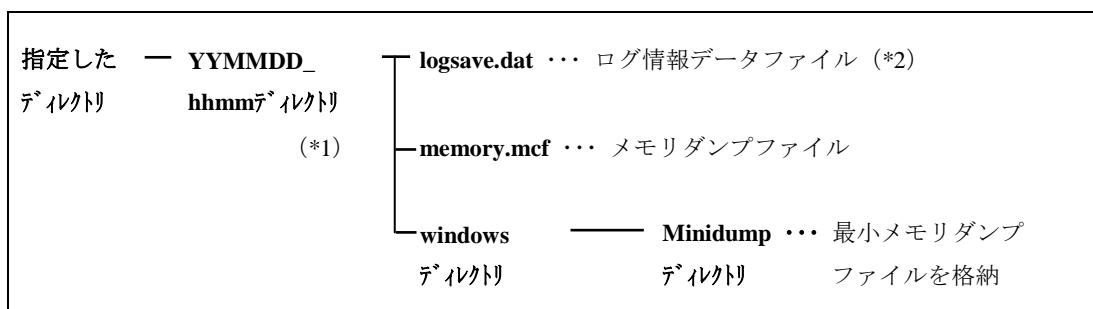 指定した YYMMDD_ logsave.dat ・・・ ログ情報データファイル（*2）
ﾃﾞｨﾚｸﾄﾘ hhmmﾃﾞｨﾚｸﾄﾘ
（*1） memory.mcf ・・・ メモリダンプファイル
windows Minidump ・・・ 最小メモリダンプ
ﾃﾞｨﾚｸﾄﾘ ﾃﾞｨﾚｸﾄﾘ ファイルを格納